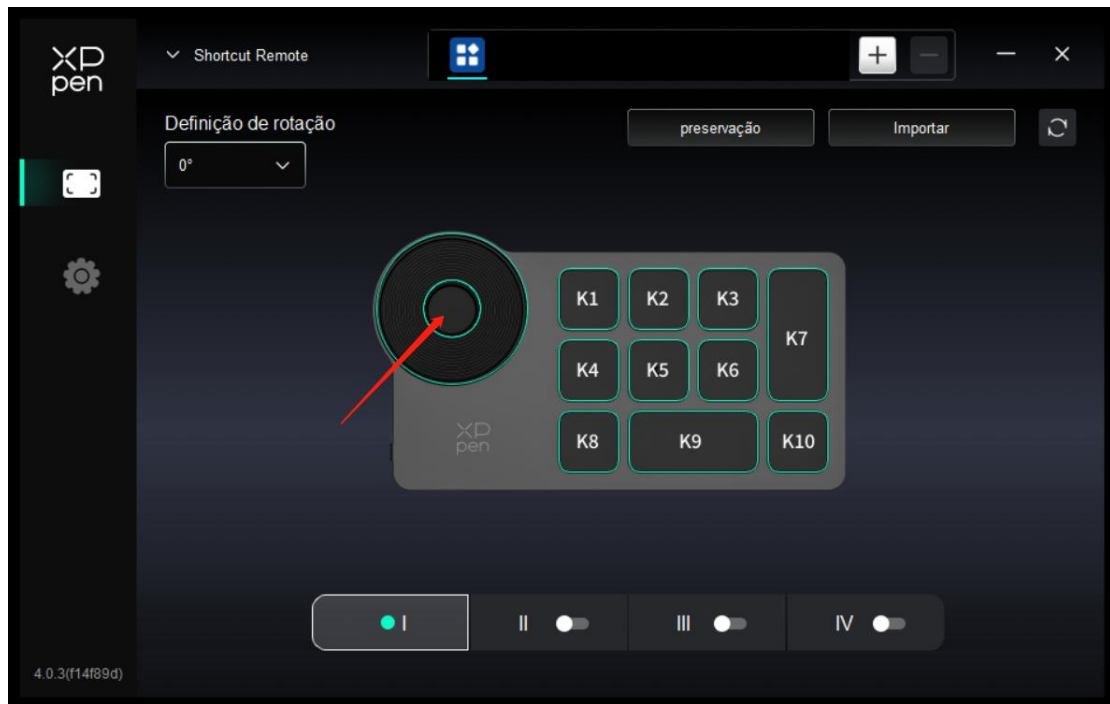 XP
pen
Shortcut Remote
Definição de rotação
preservação
Importar
0°
K1
K2
K3
K7
K4
K5
K6
XP
pen
K8
K9
K10
I
II
III
IV
4.0.3(f14f89d)